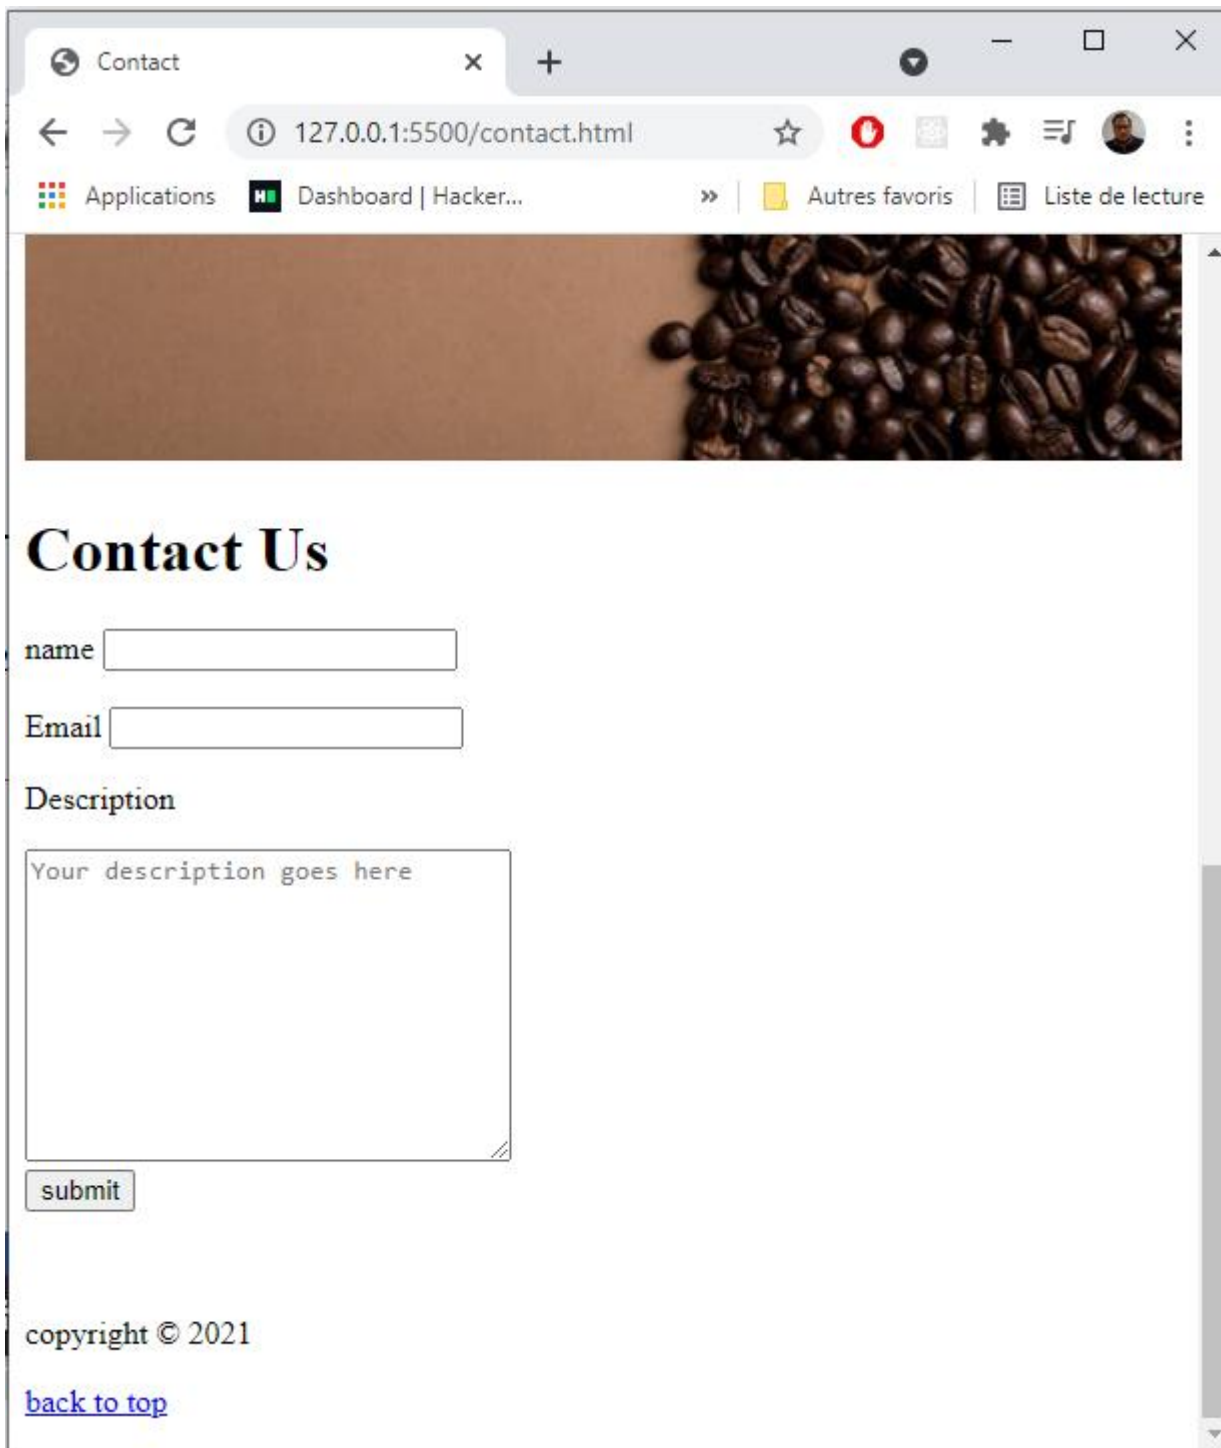 Contact
127.0.0.1:5500/contact.html
Applications Dashboard | Hacker... » Autres favoris Liste de lecture
Contact Us
name
Email
Description
Your description goes here
submit
copyright © 2021
back to top